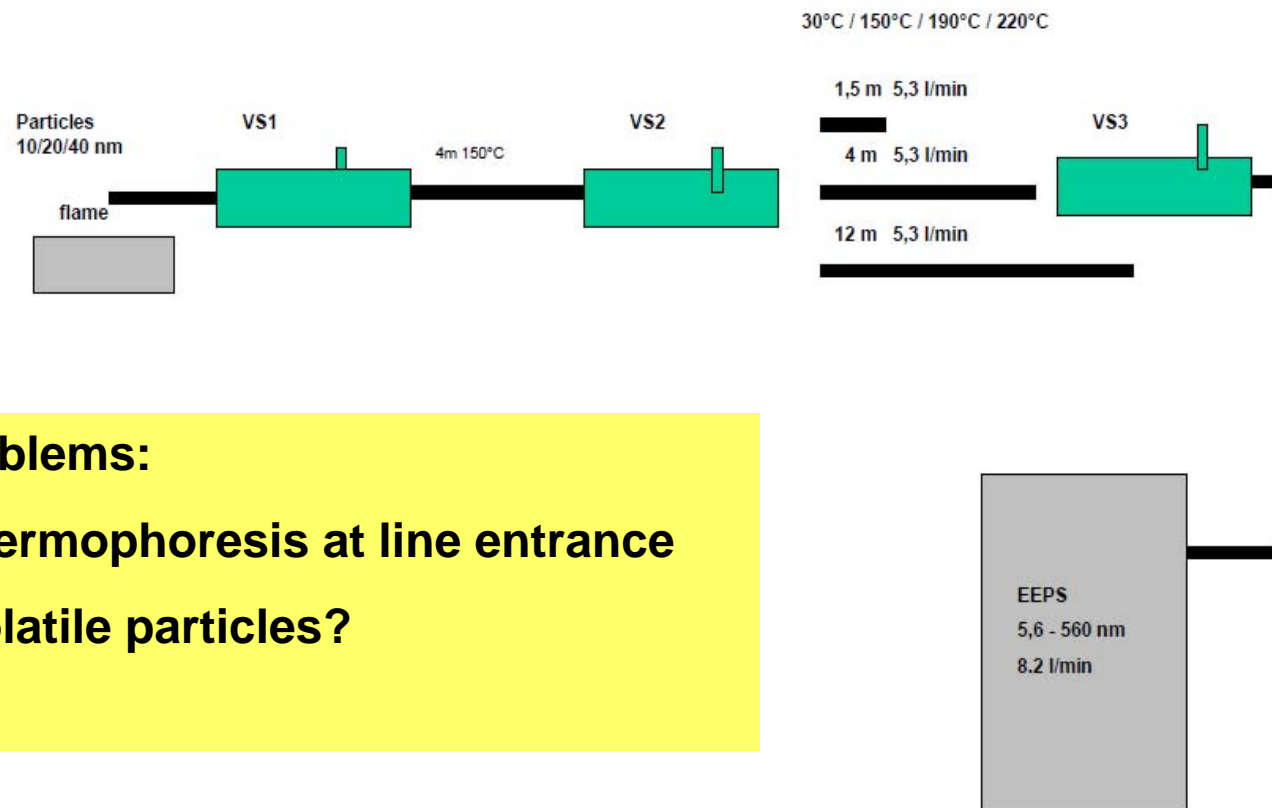 30°C / 150°C / 190°C / 220°C
1,5 m 5,3 l/min
Particles
10/20/40 nm
VS1
VS2
VS3
4m 150°C
4 m 5,3 l/min
flame
12 m 5,3 l/min
oblems:
ermophoresis at line entrance
olatile particles?
EEPS
5,6 - 560 nm
8.2 l/min